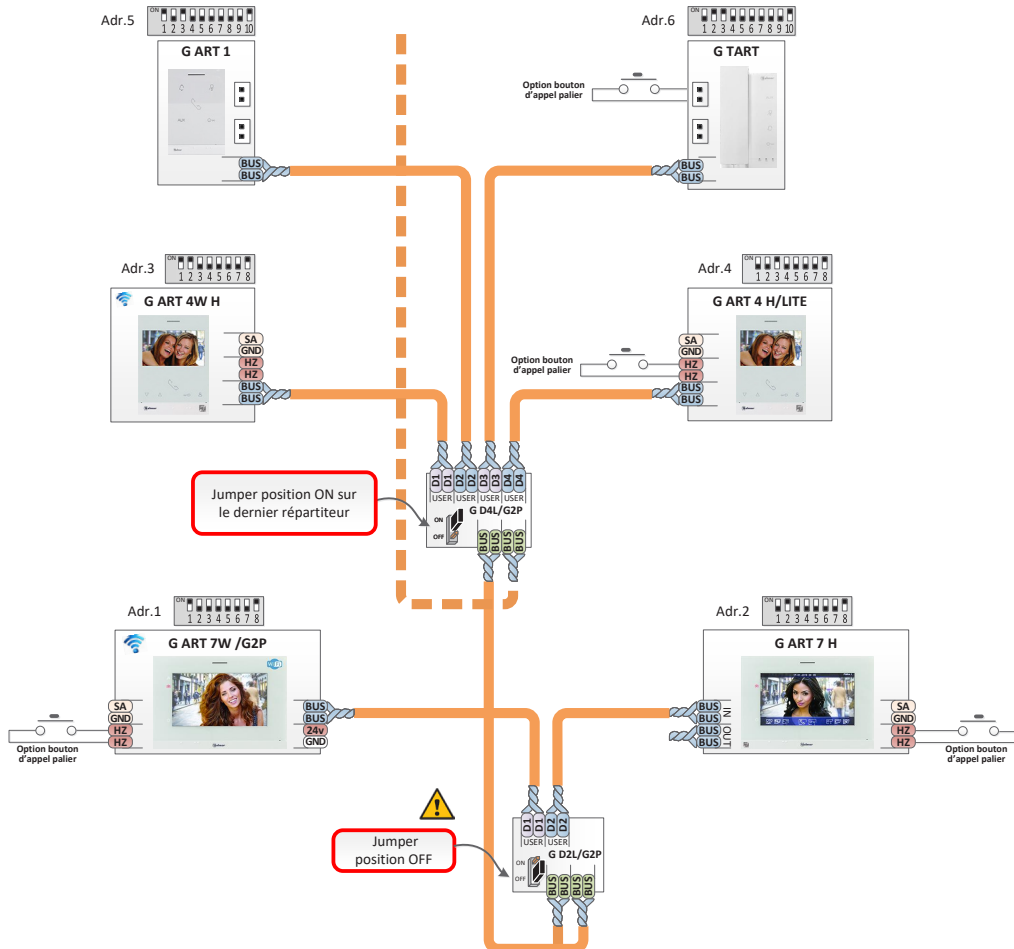 Adr.5
ON
1 2 3 4 5 6 7 8 9 10
G ART 1
BUS
BUS
Adr.6
ON
1 2 3 4 5 6 7 8 9 10
G TART
Option bouton
d'appel palier
BUS
BUS
Adr.3
ON
1 2 3 4 5 6 7 8
G ART 4W H
SA
GND
HZ
HZ
BUS
BUS
Adr.4
ON
1 2 3 4 5 6 7 8
G ART 4 H/LITE
Option bouton
d'appel palier
SA
GND
HZ
HZ
BUS
BUS
Jumper position ON sur
le dernier répartiteur
D1 D1 D2 D2 D3 D3 D4 D4
USER USER USER USER
G D4L/G2P
ON
OFF
BUS BUS BUS BUS
Adr.1
ON
1 2 3 4 5 6 7 8
G ART 7W /G2P
WiFi
SA
GND
HZ
HZ
Option bouton
d'appel palier
BUS
BUS
24v
GND
Adr.2
ON
1 2 3 4 5 6 7 8
G ART 7 H
BUS
BUS
IN
BUS
BUS
OUT
SA
GND
HZ
HZ
Option bouton
d'appel palier
Jumper
position OFF
D1 D1 D2 D2
USER USER
G D2L/G2P
ON
OFF
BUS BUS BUS BUS